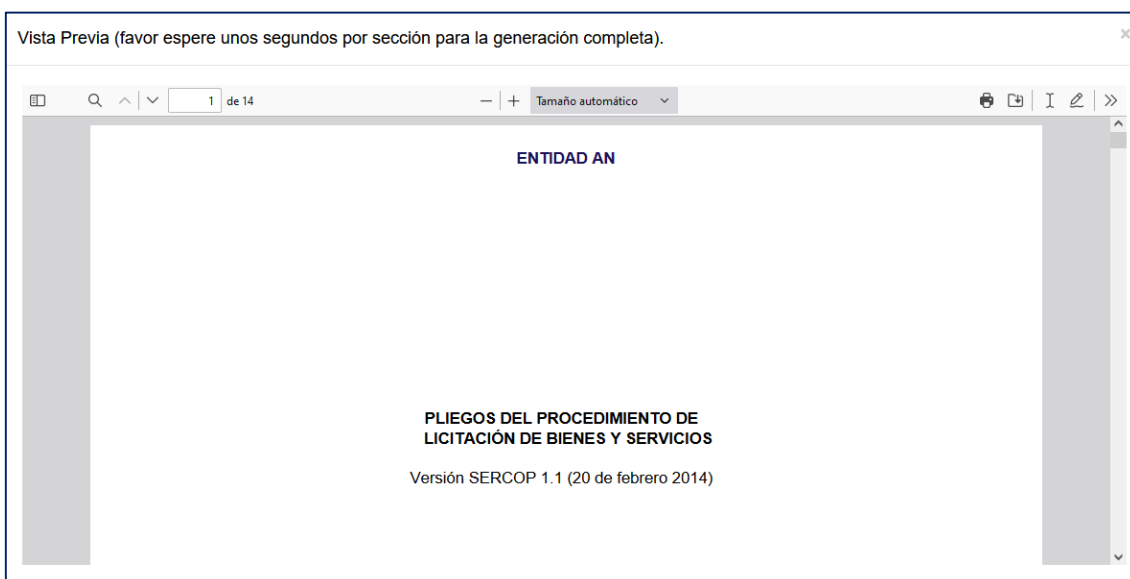 Vista Previa (favor espere unos segundos por sección para la generación completa).
1 de 14
Tamaño automático
ENTIDAD AN
PLIEGOS DEL PROCEDIMIENTO DE
LICITACIÓN DE BIENES Y SERVICIOS
Versión SERCOP 1.1 (20 de febrero 2014)